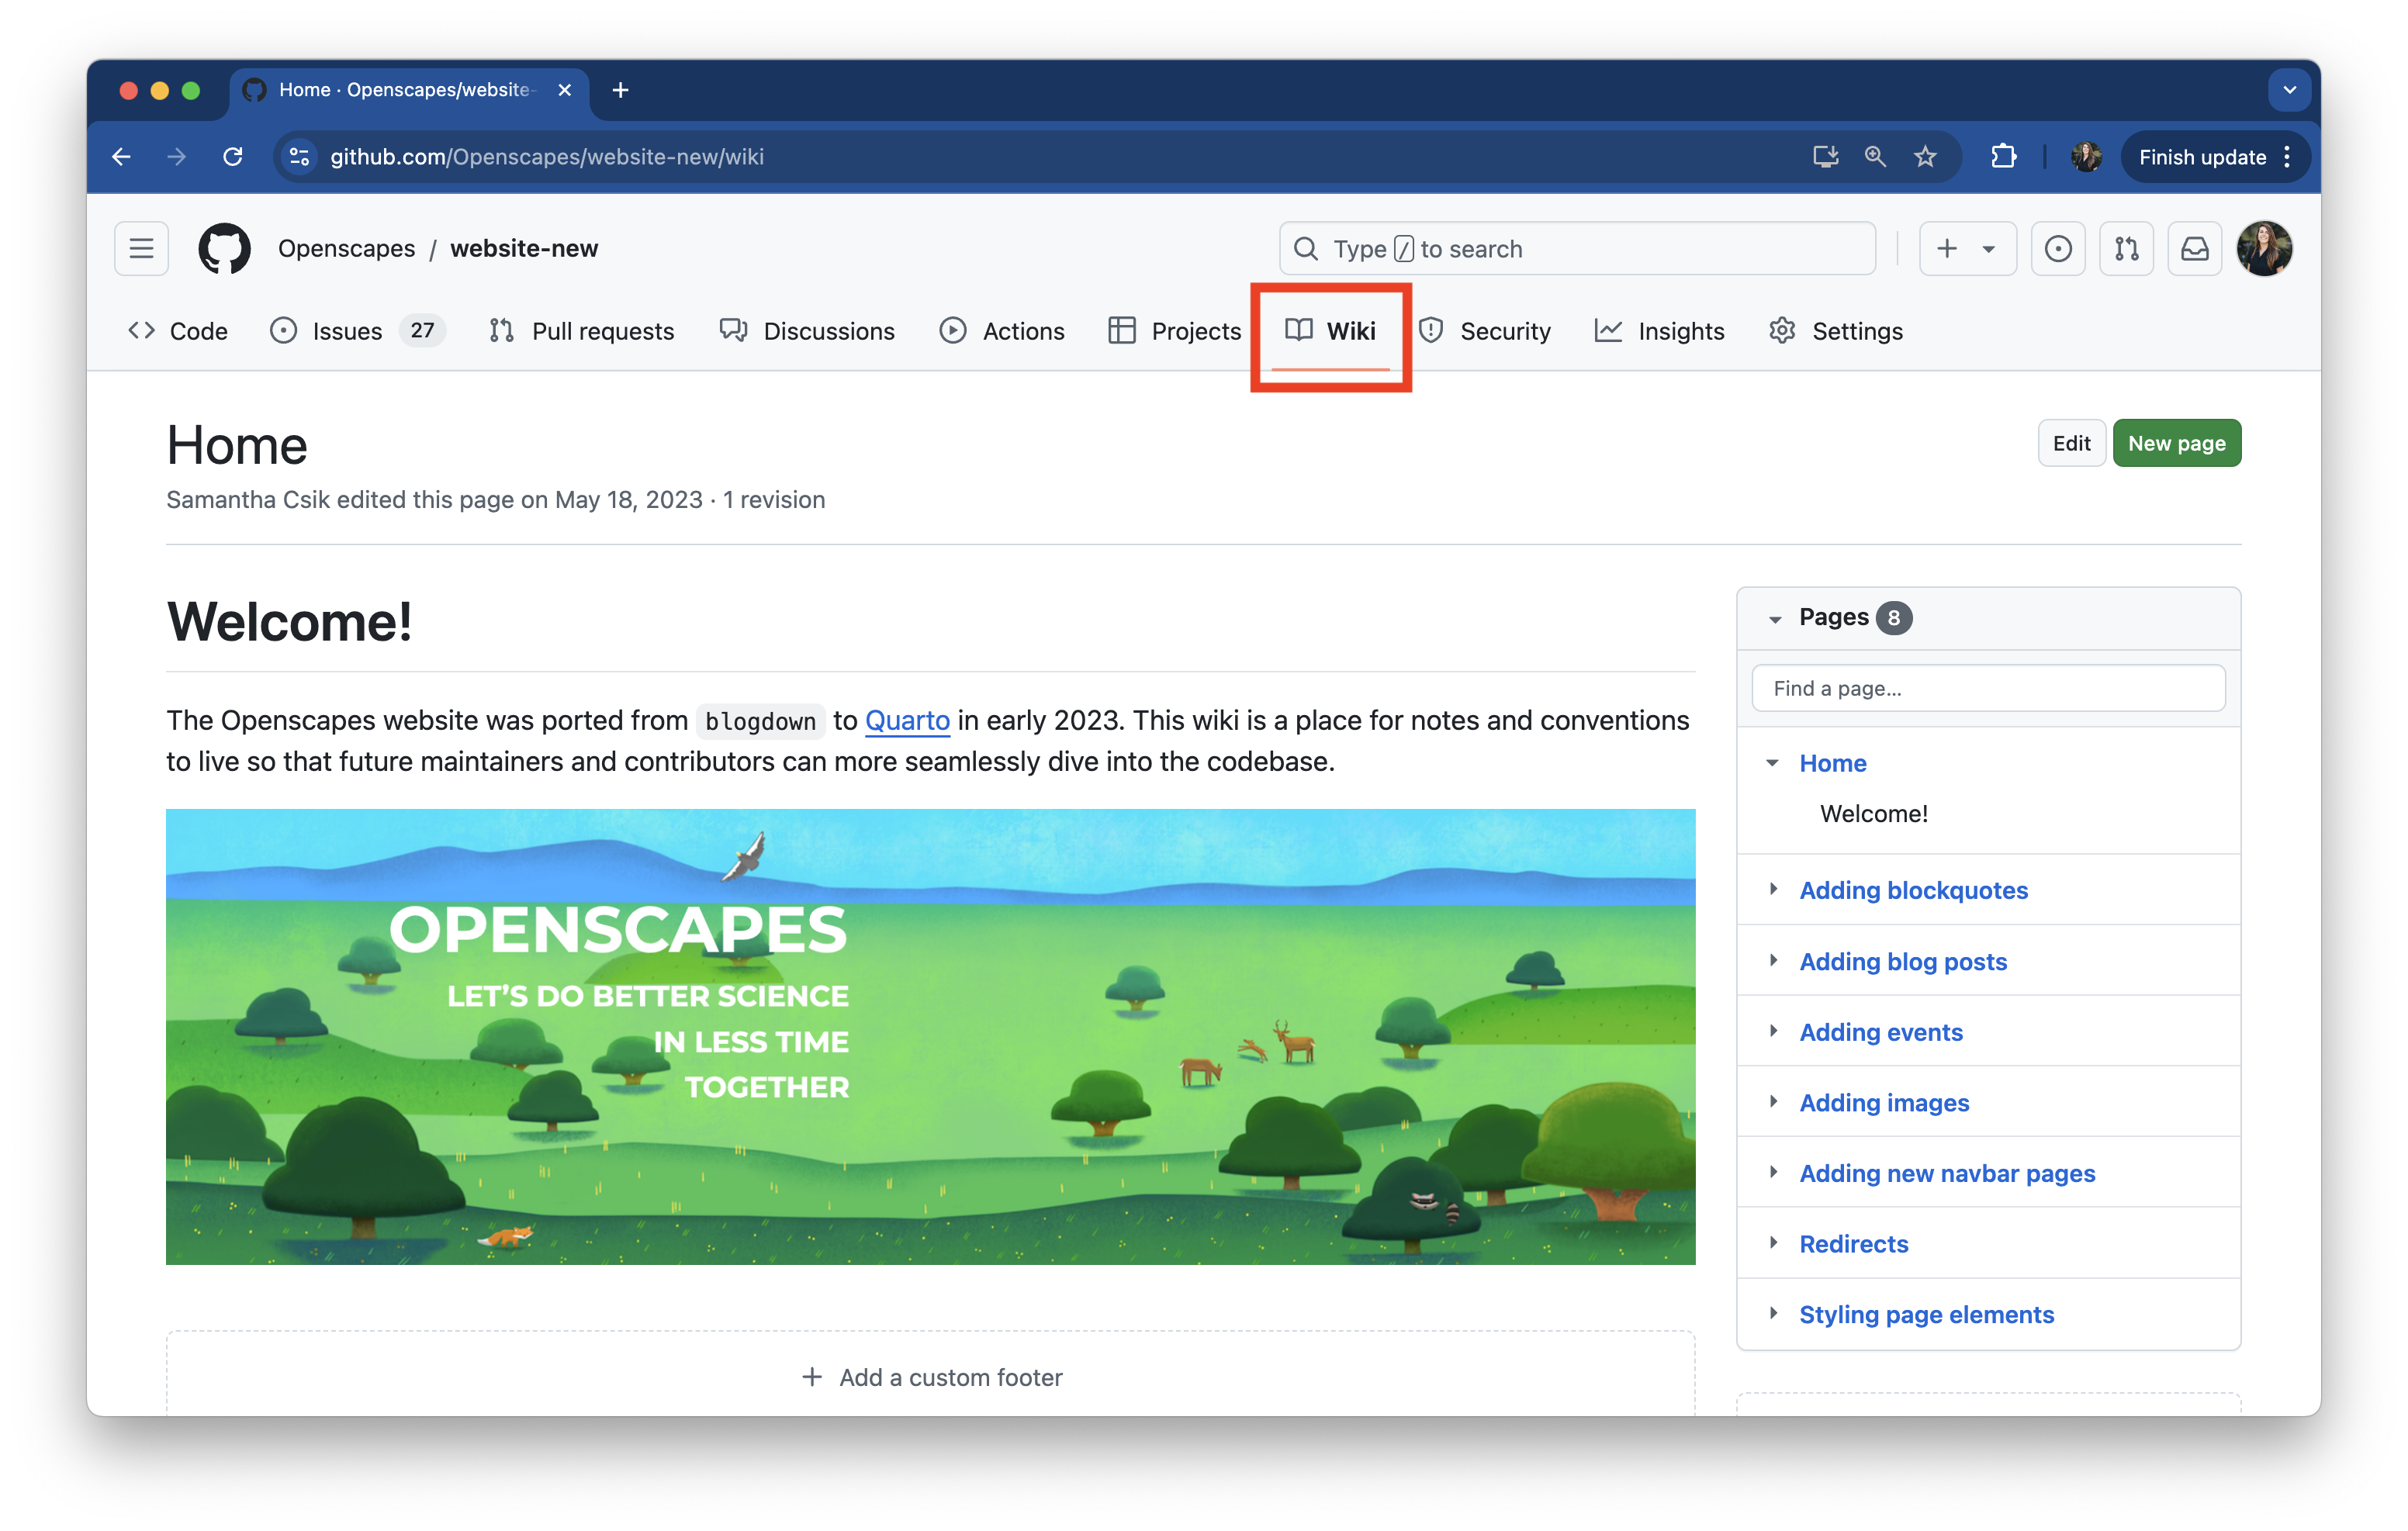 Home · Openscapes/website-
github.com/Openscapes/website-new/wiki
Finish update
Openscapes / website-new
Type / to search
Code
Issues 27
Pull requests
Discussions
Actions
Projects
Wiki
Security
Insights
Settings
Home
Edit
New page
Samantha Csik edited this page on May 18, 2023 · 1 revision
Welcome!
The Openscapes website was ported from blogdown to Quarto in early 2023. This wiki is a place for notes and conventions
to live so that future maintainers and contributors can more seamlessly dive into the codebase.
OPENSCAPES
LET'S DO BETTER SCIENCE
IN LESS TIME
TOGETHER
Add a custom footer
Pages 8
Find a page...
Home
Welcome!
Adding blockquotes
Adding blog posts
Adding events
Adding images
Adding new navbar pages
Redirects
Styling page elements